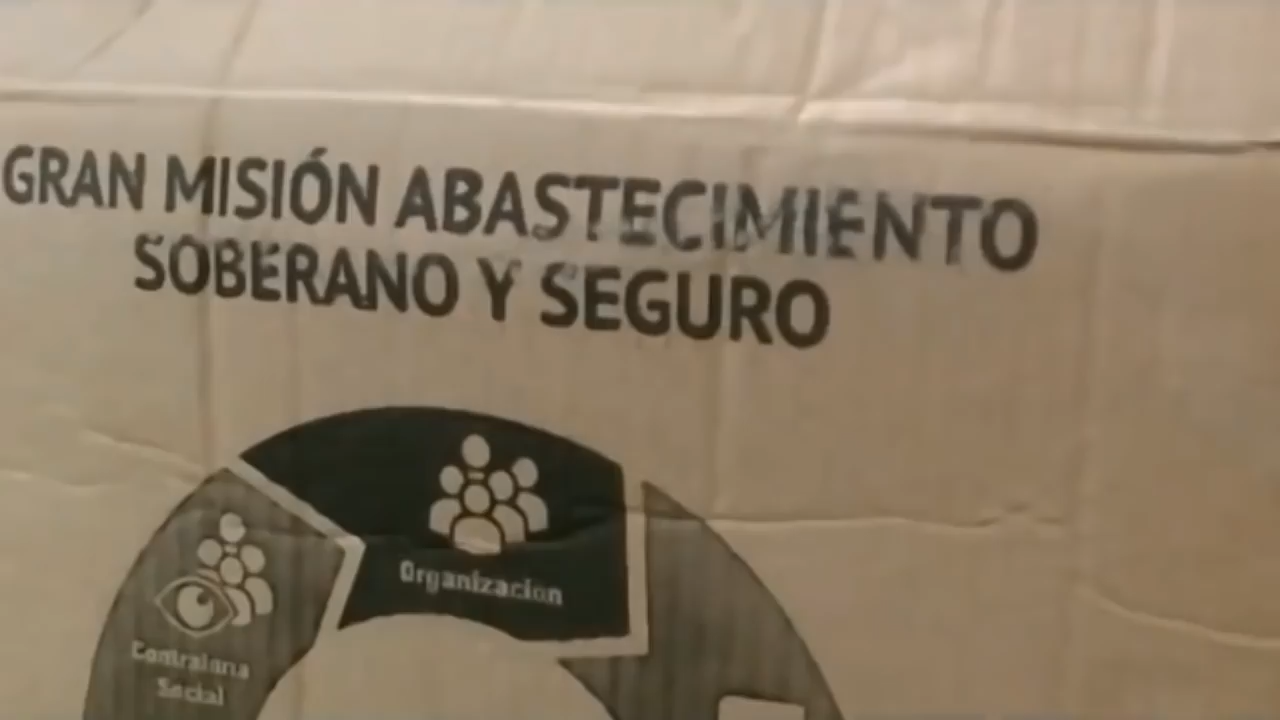 GRAN MISIÓN ABASTECIMIENTO
SOBERANO Y SEGURO
Organizacion
Contraloria
Social